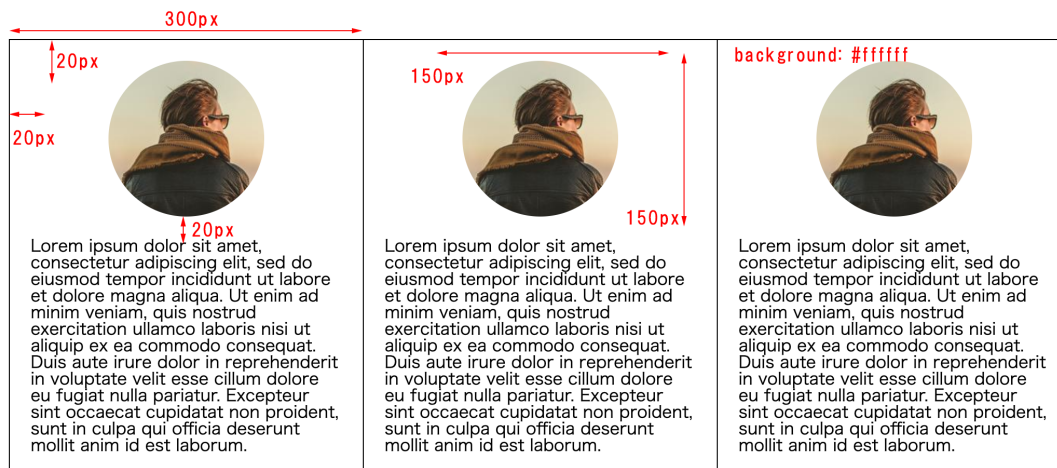 300px
20px
20px
20px
Lorem ipsum dolor sit amet,
consectetur adipiscing elit, sed do
eiusmod tempor incididunt ut labore
et dolore magna aliqua. Ut enim ad
minim veniam, quis nostrud
exercitation ullamco laboris nisi ut
aliquip ex ea commodo consequat.
Duis aute irure dolor in reprehenderit
in voluptate velit esse cillum dolore
eu fugiat nulla pariatur. Excepteur
sint occaecat cupidatat non proident,
sunt in culpa qui officia deserunt
mollit anim id est laborum.
150px
150px
Lorem ipsum dolor sit amet,
consectetur adipiscing elit, sed do
eiusmod tempor incididunt ut labore
et dolore magna aliqua. Ut enim ad
minim veniam, quis nostrud
exercitation ullamco laboris nisi ut
aliquip ex ea commodo consequat.
Duis aute irure dolor in reprehenderit
in voluptate velit esse cillum dolore
eu fugiat nulla pariatur. Excepteur
sint occaecat cupidatat non proident,
sunt in culpa qui officia deserunt
mollit anim id est laborum.
background: #ffffff
Lorem ipsum dolor sit amet,
consectetur adipiscing elit, sed do
eiusmod tempor incididunt ut labore
et dolore magna aliqua. Ut enim ad
minim veniam, quis nostrud
exercitation ullamco laboris nisi ut
aliquip ex ea commodo consequat.
Duis aute irure dolor in reprehenderit
in voluptate velit esse cillum dolore
eu fugiat nulla pariatur. Excepteur
sint occaecat cupidatat non proident,
sunt in culpa qui officia deserunt
mollit anim id est laborum.